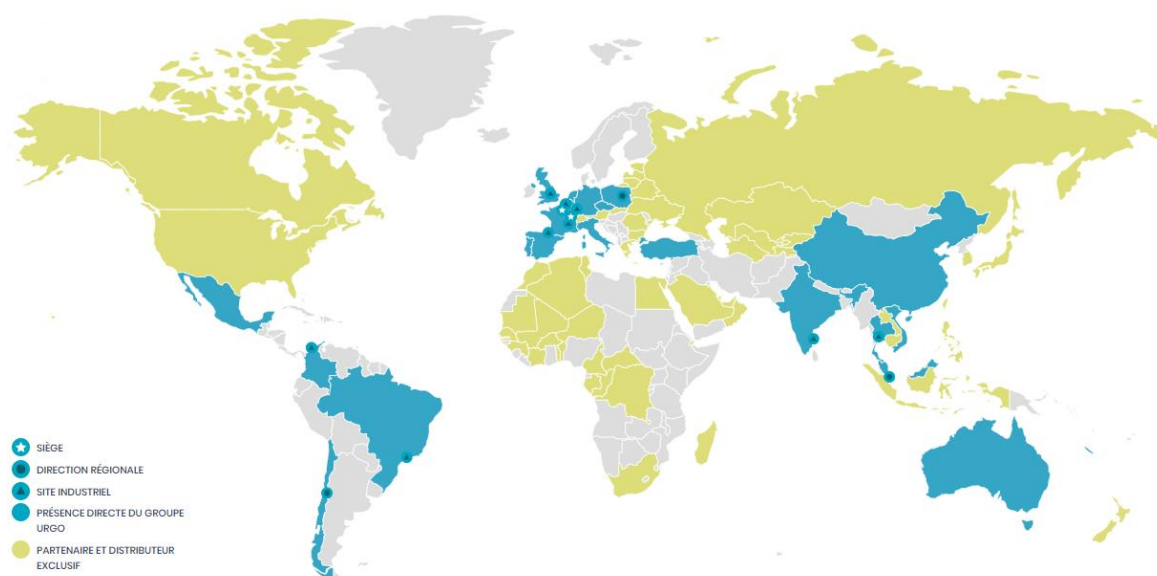 SIÈGE
DIRECTION RÉGIONALE
SITE INDUSTRIEL
PRÉSENCE DIRECTE DU GROUPE
URGO
PARTENAIRE ET DISTRIBUTEUR
EXCLUSIF